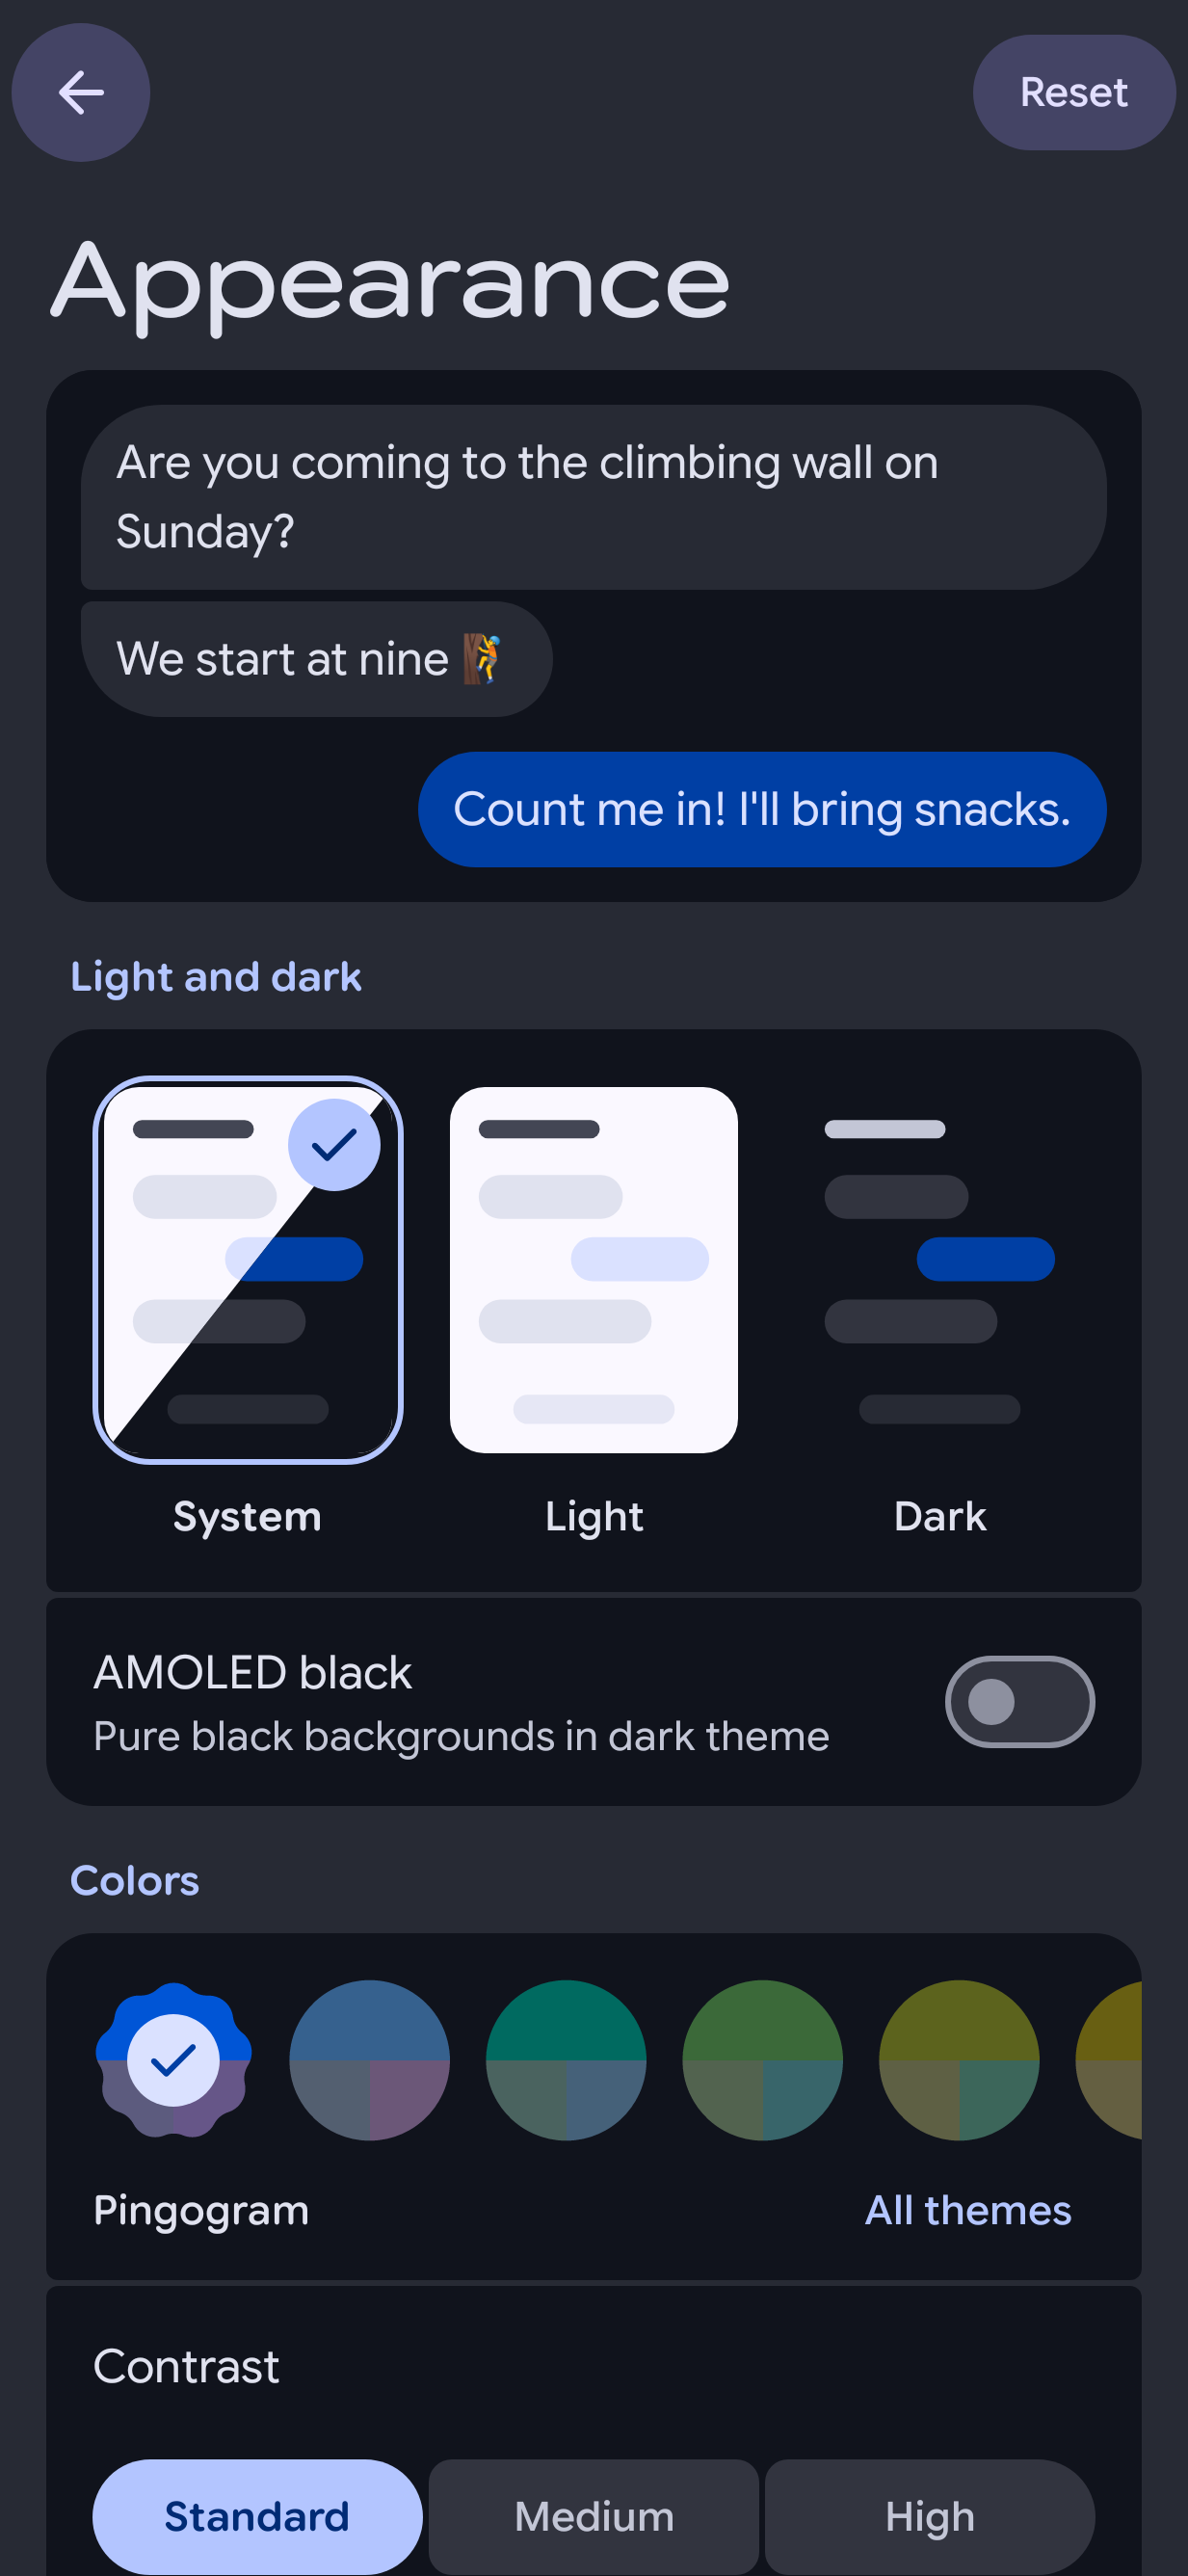 Reset
Appearance
Are you coming to the climbing wall on
Sunday?
We start at nine 🧗
Count me in! I'll bring snacks.
Light and dark
System
Light
Dark
AMOLED black
Pure black backgrounds in dark theme
Colors
Pingogram
All themes
Contrast
Standard
Medium
High